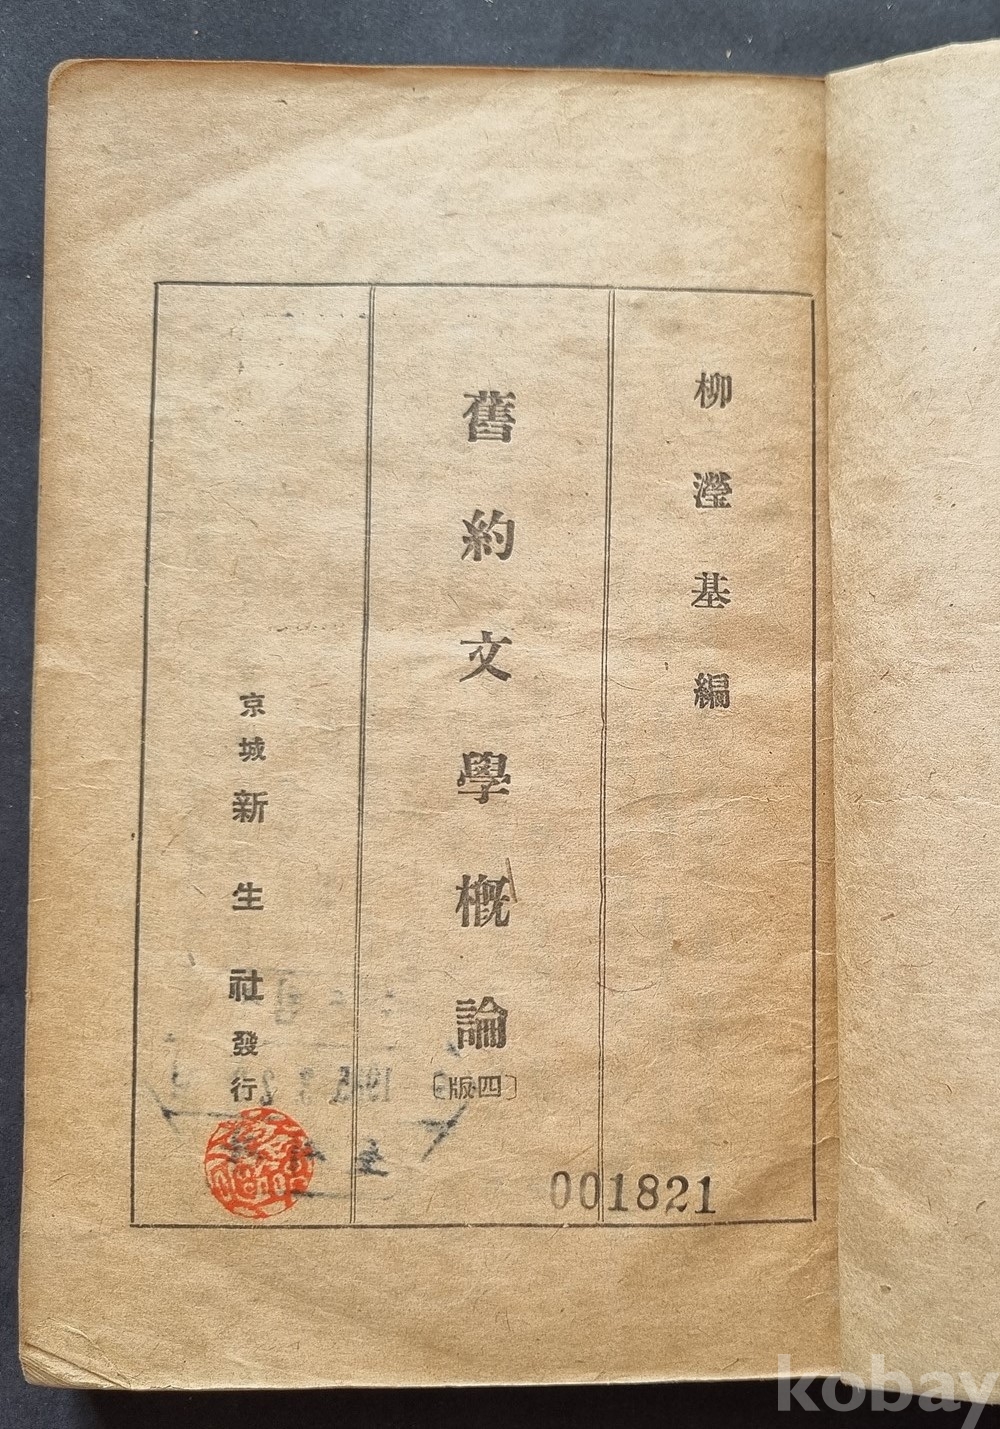 柳瀅基編
舊約文學概論
〔四版〕
京城新生社發行
001821
kobay